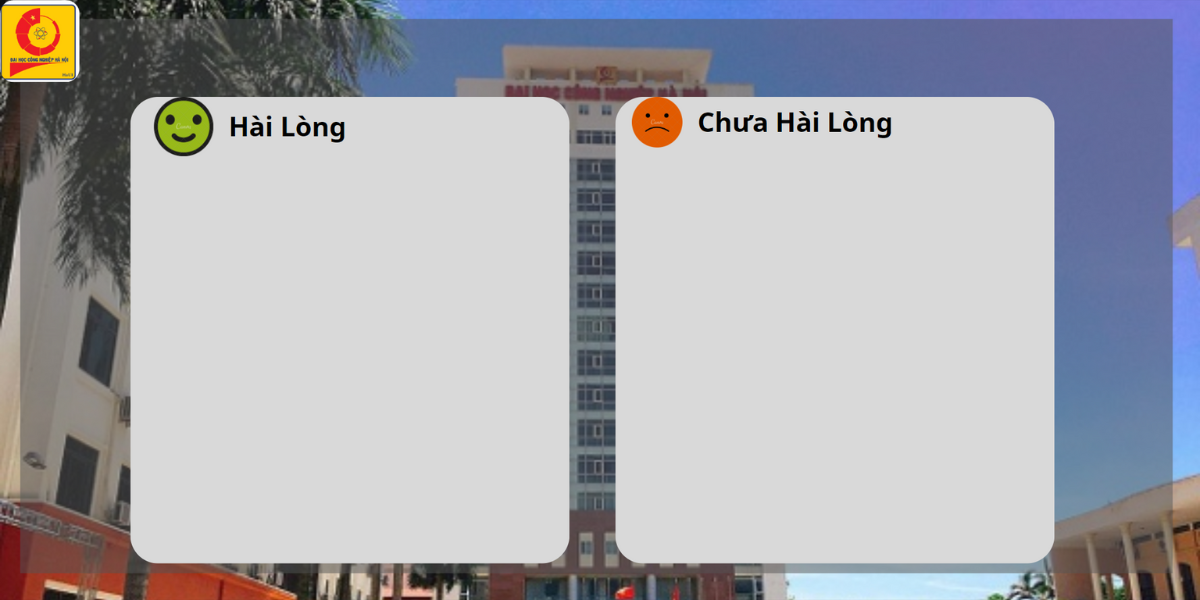 ĐẠI HỌC CÔNG NGHIỆP HÀ NỘI
ĐẠI HỌC CÔNG NGHIỆP HÀ NỘI
Hài Lòng
Chưa Hài Lòng